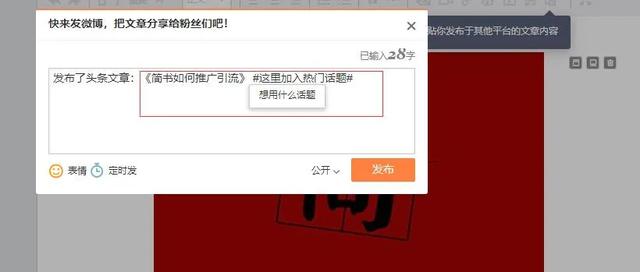 快来发微博，把文章分享给粉丝们吧！
贴你发布于其他平台的文章内容
已输入28字
发布了头条文章：《简书如何推广引流》 #这里加入热门话题#
想用什么话题
表情 定时发 公开 发布